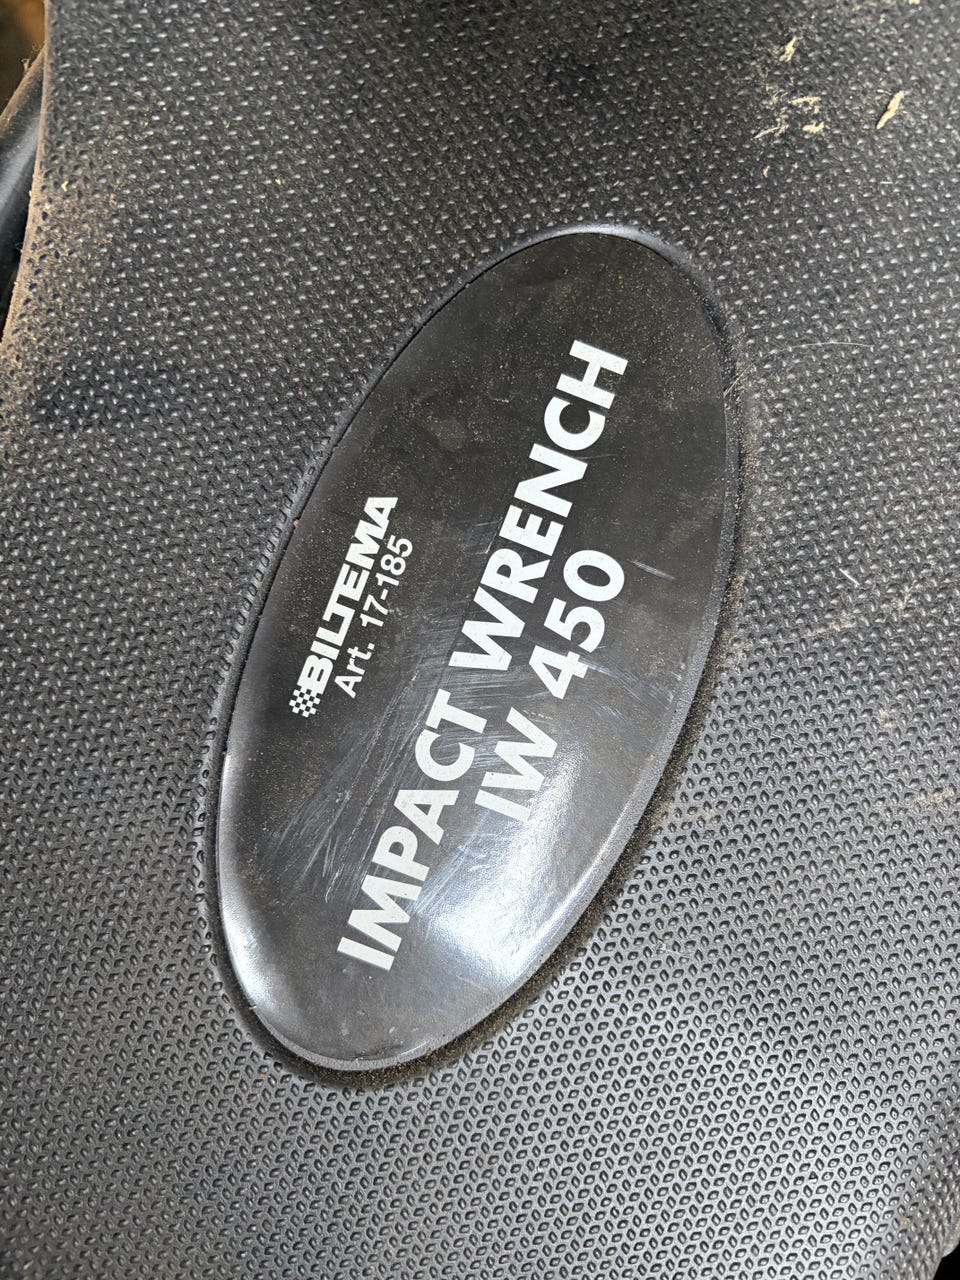 BILTEMA
Art. 17-185
IMPACT WRENCH
IW 450